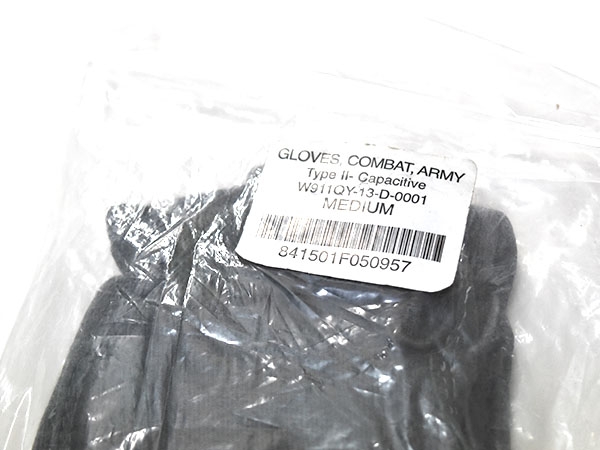 GLOVES, COMBAT, ARMY
Type II- Capacitive
W911QY-13-D-0001
MEDIUM
841501F050957